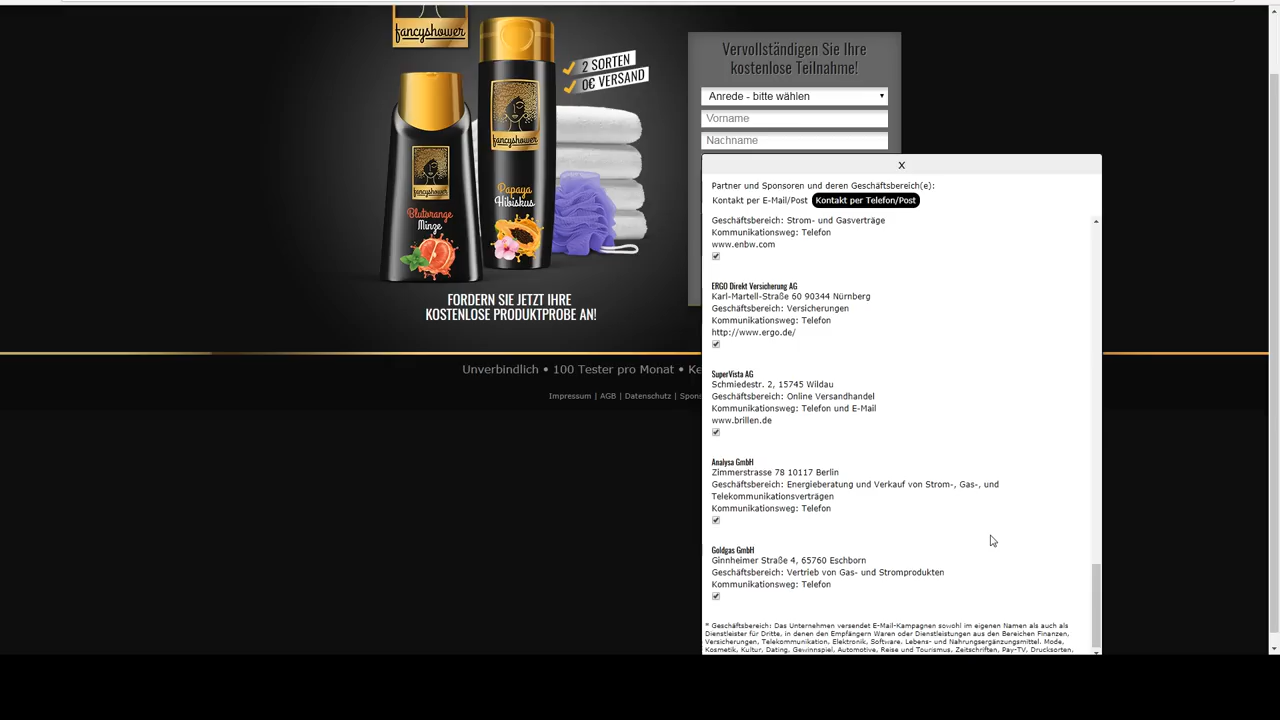 fancyshower
2 SORTEN
0€ VERSAND
fancyshower
fancyshower
Papaya
Hibiskus
Blutorange
Minze
FORDERN SIE JETZT IHRE
KOSTENLOSE PRODUKTPROBE AN!
Vervollständigen Sie Ihre
kostenlose Teilnahme!
Anrede - bitte wählen
Vorname
Nachname
X
Partner und Sponsoren und deren Geschäftsbereich(e):
Kontakt per E-Mail/Post Kontakt per Telefon/Post
Geschäftsbereich: Strom- und Gasverträge
Kommunikationsweg: Telefon
www.enbw.com
ERGO Direkt Versicherung AG
Karl-Martell-Straße 60 90344 Nürnberg
Geschäftsbereich: Versicherungen
Kommunikationsweg: Telefon
http://www.ergo.de/
SuperVista AG
Schmiedestr. 2, 15745 Wildau
Geschäftsbereich: Online Versandhandel
Kommunikationsweg: Telefon und E-Mail
www.brillen.de
Analysa GmbH
Zimmerstrasse 78 10117 Berlin
Geschäftsbereich: Energieberatung und Verkauf von Strom-, Gas-, und
Telekommunikationsverträgen
Kommunikationsweg: Telefon
Goldgas GmbH
Ginnheimer Straße 4, 65760 Eschborn
Geschäftsbereich: Vertrieb von Gas- und Stromprodukten
Kommunikationsweg: Telefon
* Geschäftsbereich: Das Unternehmen versendet E-Mail-Kampagnen sowohl im eigenen Namen als auch als
Dienstleister für Dritte, in denen den Empfängern Waren oder Dienstleistungen aus den Bereichen Finanzen,
Versicherungen, Telekommunikation, Elektronik, Software. Lebens- und Nahrungsergänzungsmittel. Mode,
Kosmetik, Kultur, Dating, Gewinnspiel, Automotive, Reise und Tourismus, Zeitschriften, Pay-TV, Drucksorten,
Unverbindlich • 100 Tester pro Monat • Ke
Impressum | AGB | Datenschutz | Spons